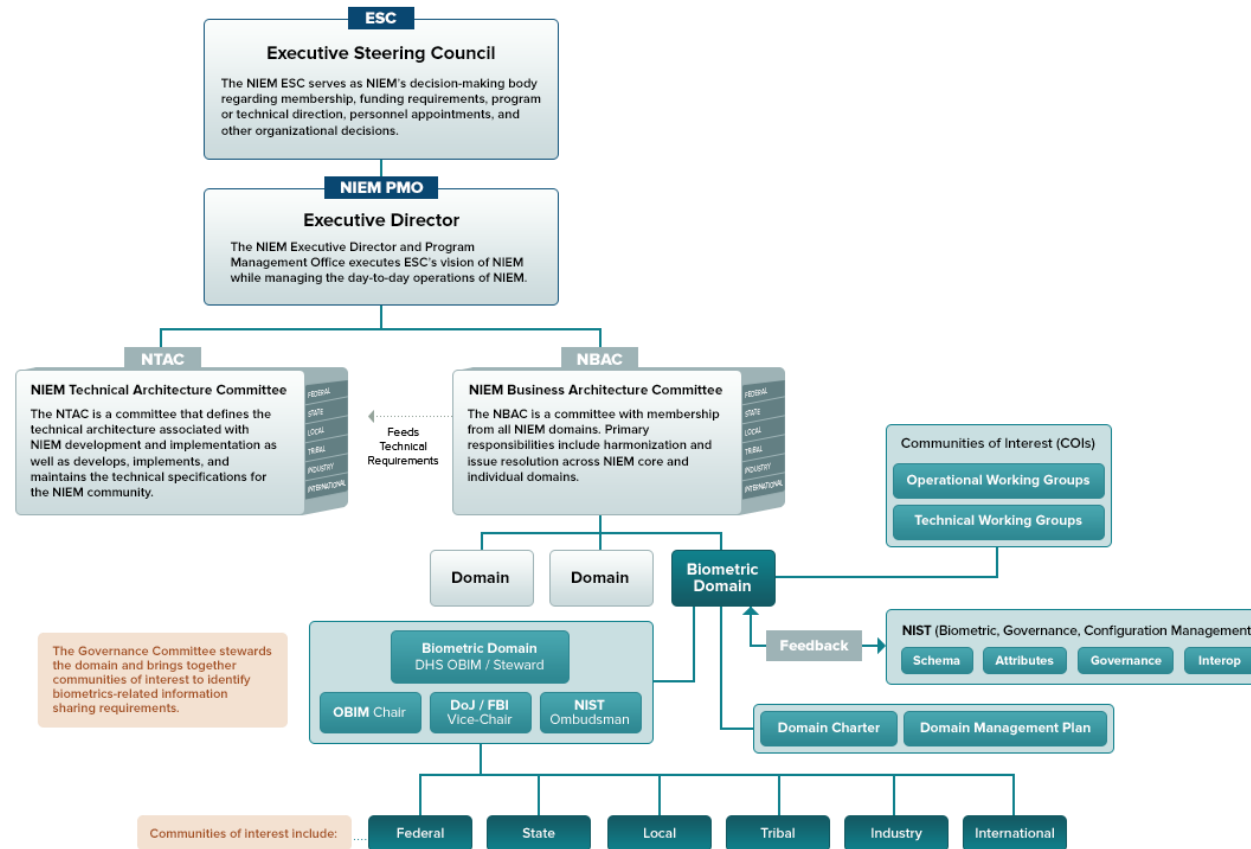 ESC
Executive Steering Council
The NIEM ESC serves as NIEM's decision-making body
regarding membership, funding requirements, program
or technical direction, personnel appointments, and
other organizational decisions.
NIEM PMO
Executive Director
The NIEM Executive Director and Program
Management Office executes ESC's vision of NIEM
while managing the day-to-day operations of NIEM.
NTAC
NIEM Technical Architecture Committee
The NTAC is a committee that defines the
technical architecture associated with
NIEM development and implementation as
well as develops, implements, and
maintains the technical specifications for
the NIEM community.
FEDERAL
STATE
LOCAL
TRIBAL
INDUSTRY
INTERNATIONAL
Feeds
Technical
Requirements
NBAC
NIEM Business Architecture Committee
The NBAC is a committee with membership
from all NIEM domains. Primary
responsibilities include harmonization and
issue resolution across NIEM core and
individual domains.
FEDERAL
STATE
LOCAL
TRIBAL
INDUSTRY
INTERNATIONAL
Communities of Interest (COIs)
Operational Working Groups
Technical Working Groups
Domain
Domain
Biometric
Domain
Feedback
NIST (Biometric, Governance, Configuration Management
Schema
Attributes
Governance
Interop
The Governance Committee stewards
the domain and brings together
communities of interest to identify
biometrics-related information
sharing requirements.
Biometric Domain
DHS OBIM / Steward
OBIM Chair
DoJ / FBI
Vice-Chair
NIST
Ombudsman
Domain Charter
Domain Management Plan
Communities of interest include:
Federal
State
Local
Tribal
Industry
International